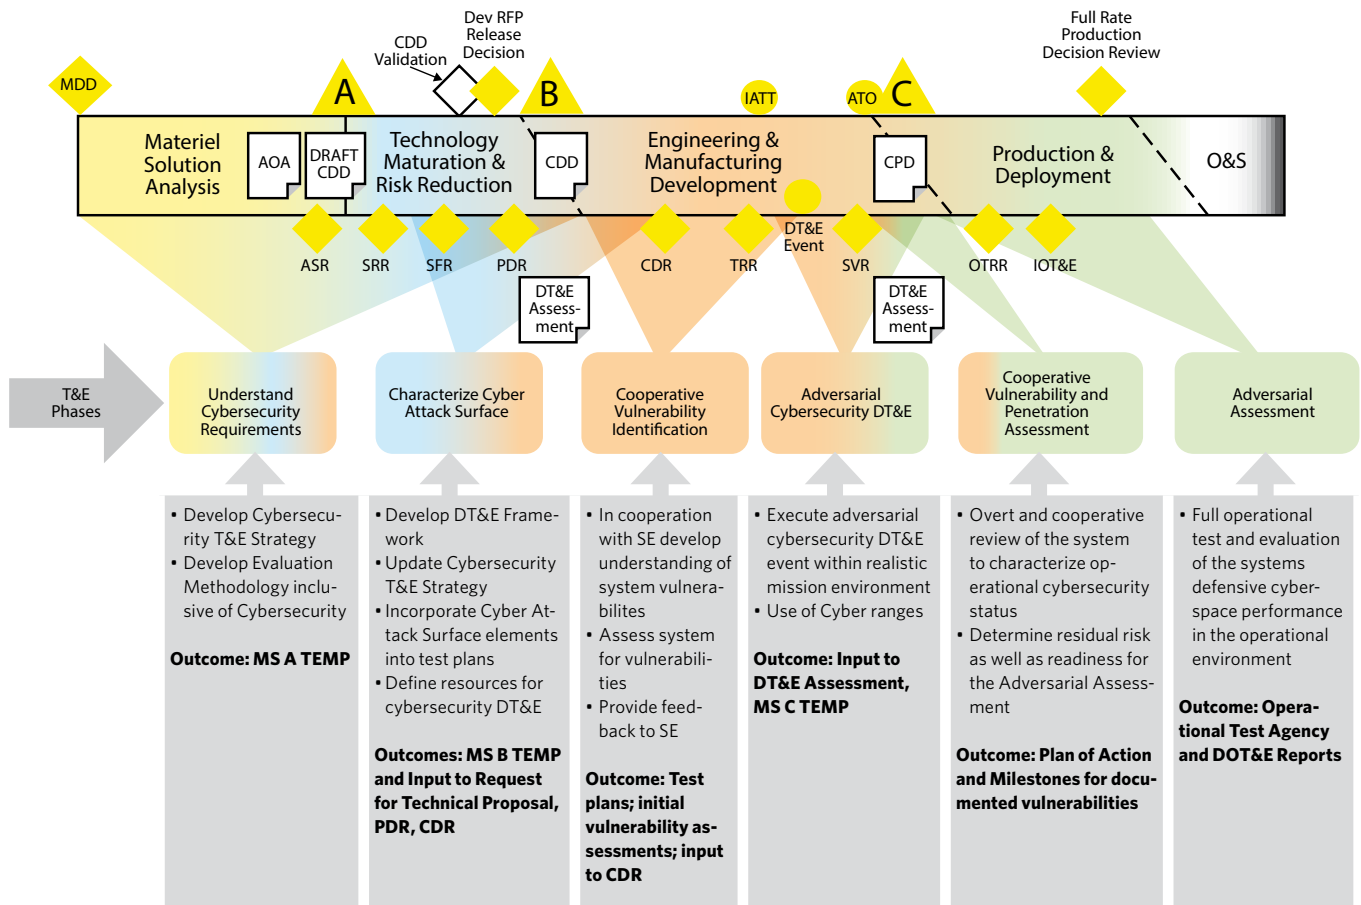 Dev RFP
Release
Decision
Full Rate
Production
Decision Review
CDD
Validation
MDD
A
B
IATT
ATO
C
Materiel
Solution
Analysis
AOA
DRAFT
CDD
Technology
Maturation &
Risk Reduction
CDD
Engineering &
Manufacturing
Development
CPD
Production &
Deployment
O&S
ASR
SRR
SFR
PDR
CDR
TRR
DT&E
Event
SVR
OTRR
IOT&E
DT&E
Assess-
ment
DT&E
Assess-
ment
T&E
Phases
Understand
Cybersecurity
Requirements
Characterize Cyber
Attack Surface
Cooperative
Vulnerability
Identification
Adversarial
Cybersecurity DT&E
Cooperative
Vulnerability and
Penetration
Assessment
Adversarial
Assessment
• Develop Cybersecu-
rity T&E Strategy
• Develop Evaluation
Methodology inclu-
sive of Cybersecurity
Outcome: MS A TEMP
• Develop DT&E Frame-
work
• Update Cybersecurity
T&E Strategy
• Incorporate Cyber At-
tack Surface elements
into test plans
• Define resources for
cybersecurity DT&E
Outcomes: MS B TEMP
and Input to Request
for Technical Proposal,
PDR, CDR
• In cooperation
with SE develop
understanding of
system vulnera-
bilites
• Assess system
for vulnerabili-
ties
• Provide feed-
back to SE
Outcome: Test
plans; initial
vulnerability as-
sessments; input
to CDR
• Execute adversarial
cybersecurity DT&E
event within realistic
mission environment
• Use of Cyber ranges
Outcome: Input to
DT&E Assessment,
MS C TEMP
• Overt and cooperative
review of the system
to characterize op-
erational cybersecurity
status
• Determine residual risk
as well as readiness for
the Adversarial Assess-
ment
Outcome: Plan of Action
and Milestones for docu-
mented vulnerabilities
• Full operational
test and evaluation
of the systems
defensive cyber-
space performance
in the operational
environment
Outcome: Opera-
tional Test Agency
and DOT&E Reports